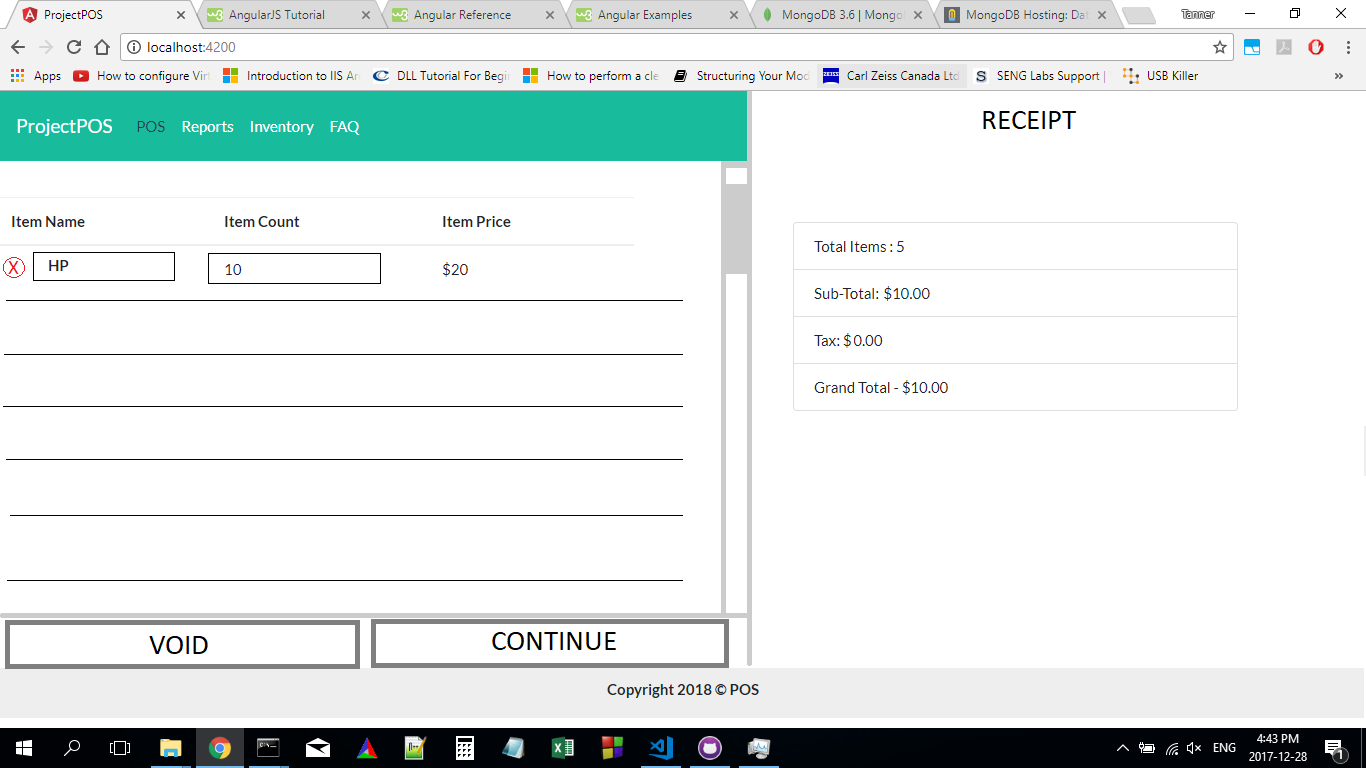 ProjectPOS
AngularJS Tutorial
Angular Reference
Angular Examples
MongoDB 3.6 | Mongo
MongoDB Hosting: Dat
Tanner
localhost:4200
Apps
How to configure Vir
Introduction to IIS Ar
DLL Tutorial For Begi
How to perform a cle
Structuring Your Mod
ZEISS Carl Zeiss Canada Ltd
SENG Labs Support |
USB Killer
»
ProjectPOS POS Reports Inventory FAQ
Item Name Item Count Item Price
X HP 10 $20
VOID CONTINUE
RECEIPT
Total Items : 5
Sub-Total: $10.00
Tax: $0.00
Grand Total - $10.00
Copyright 2018 © POS
ENG
4:43 PM
2017-12-28
1